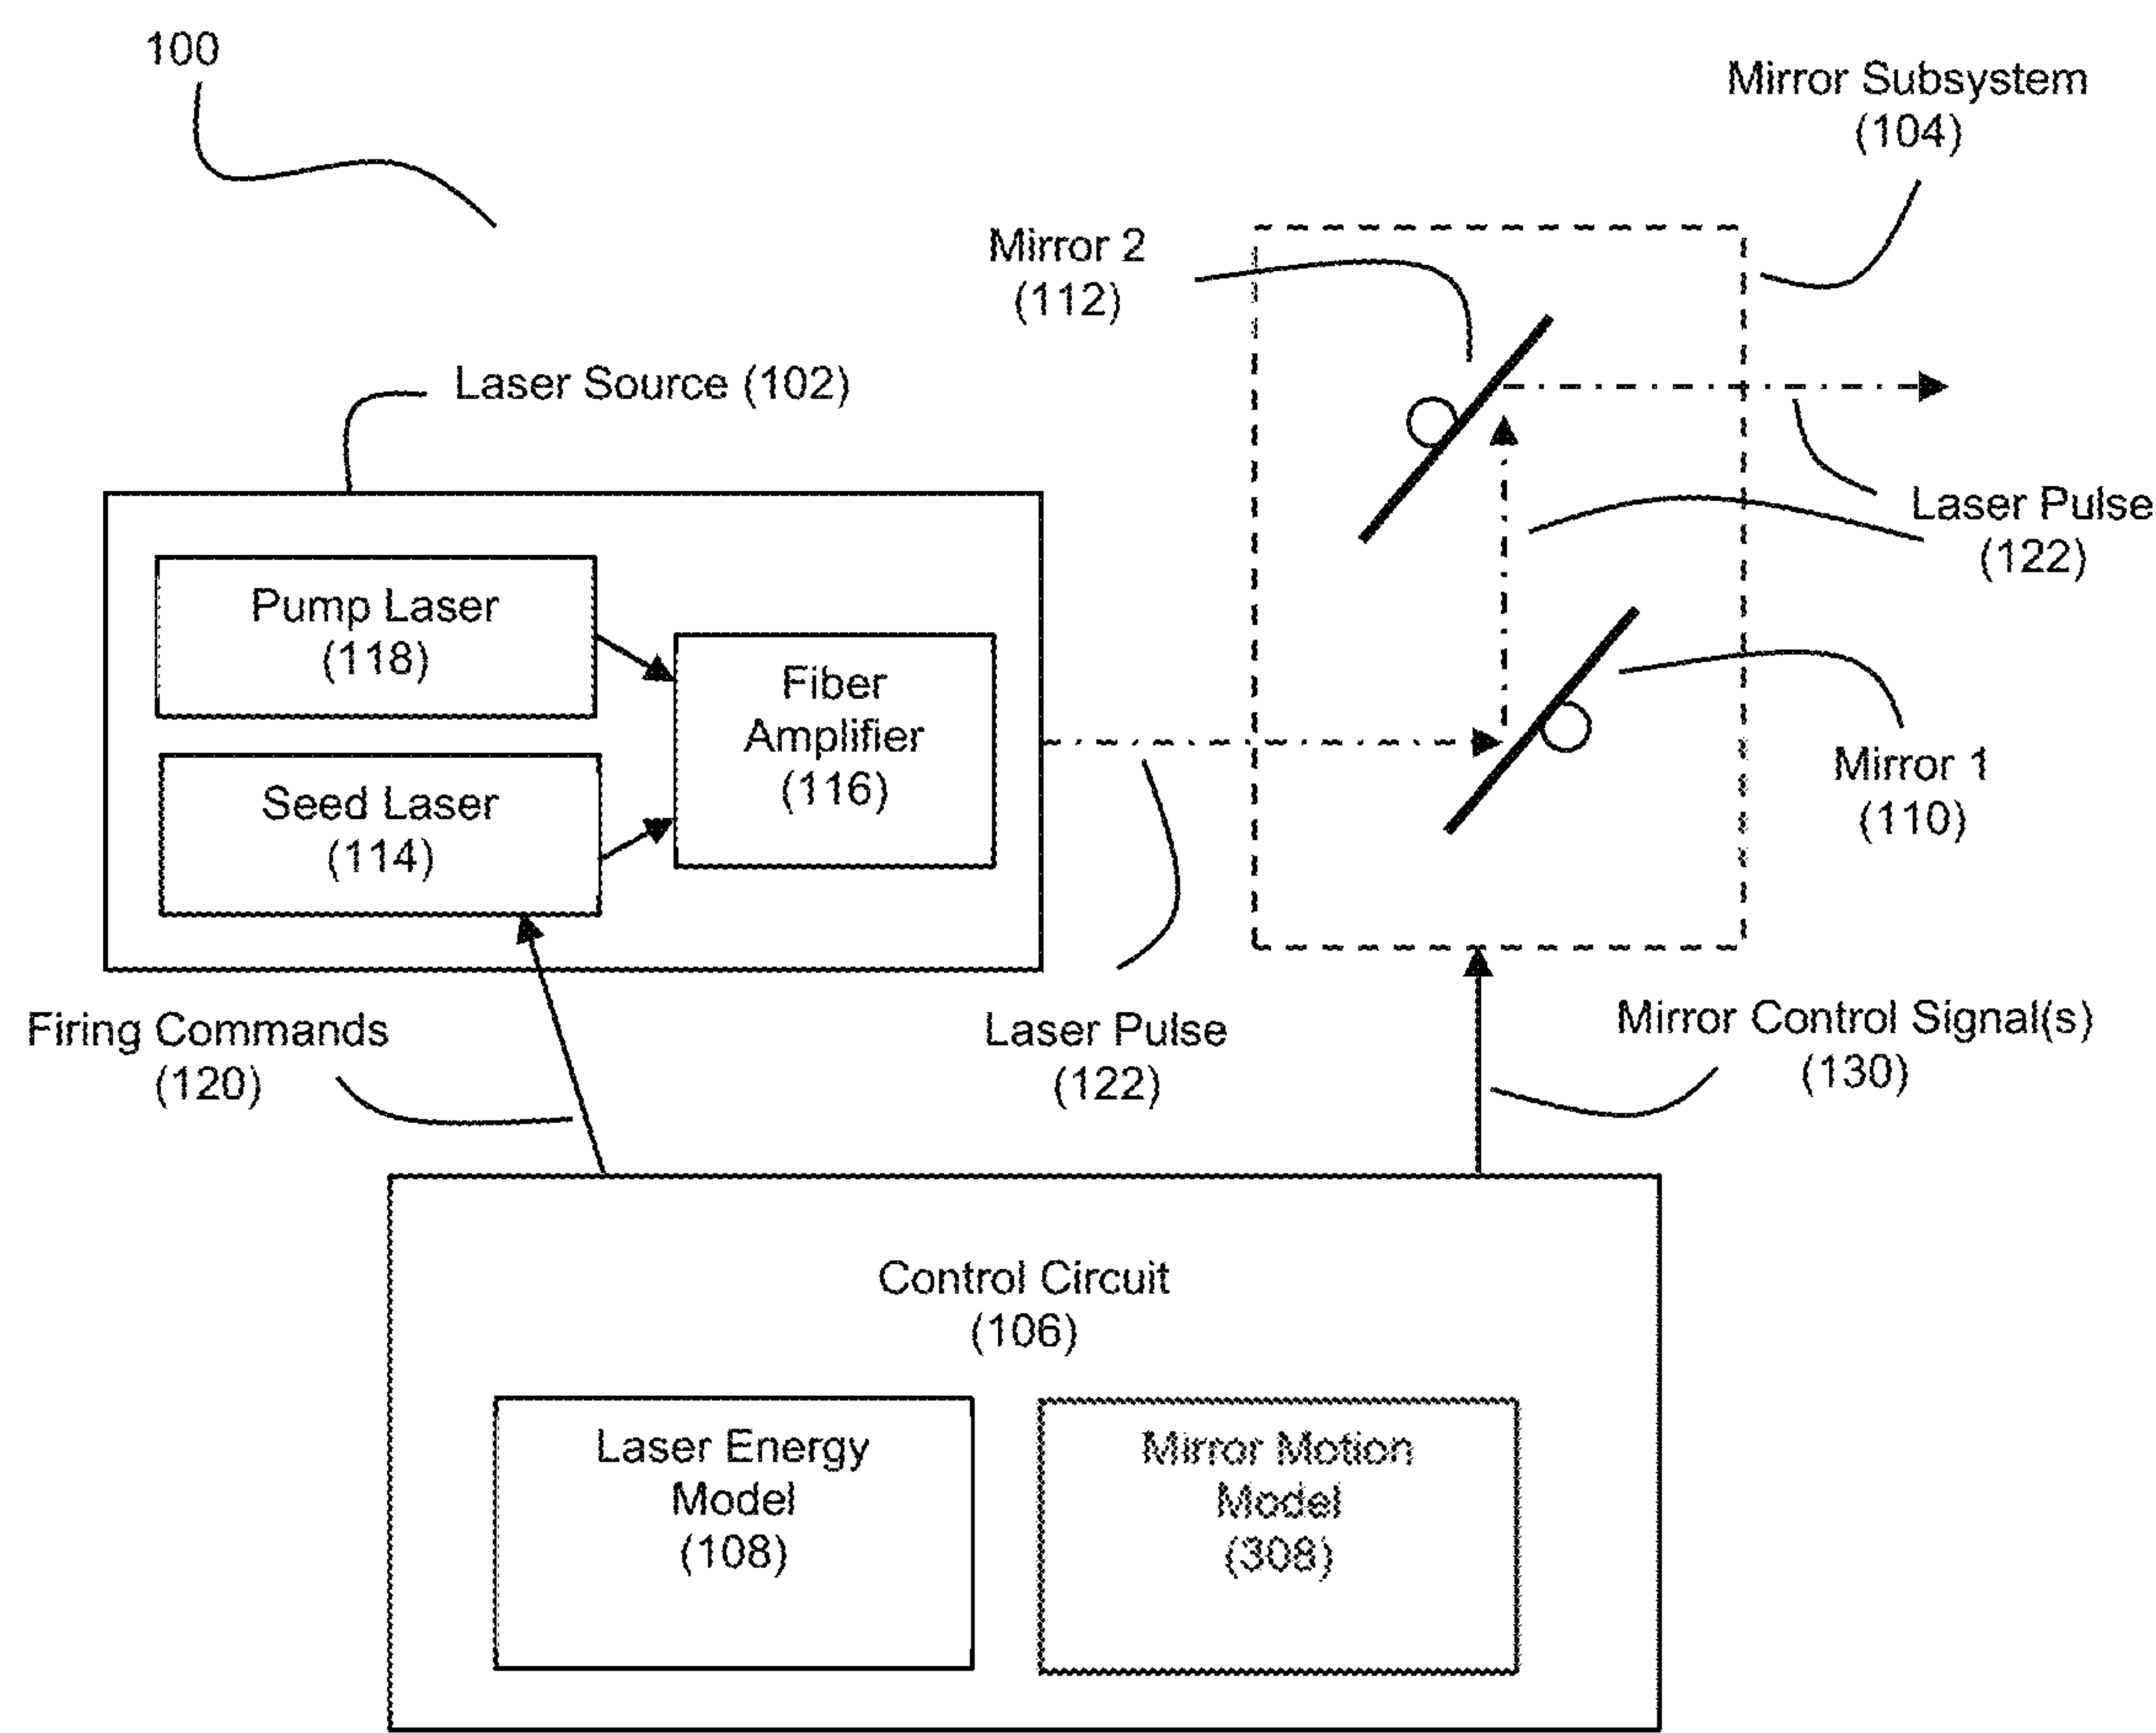 100
Mirror Subsystem
(104)
Mirror 2
(112)
Laser Source (102)
Laser Pulse
(122)
Pump Laser
(118)
Fiber
Amplifier
(116)
Seed Laser
(114)
Mirror 1
(110)
Firing Commands
(120)
Laser Pulse
(122)
Mirror Control Signal(s)
(130)
Control Circuit
(106)
Laser Energy
Model
(108)
Mirror Motion
Model
(308)